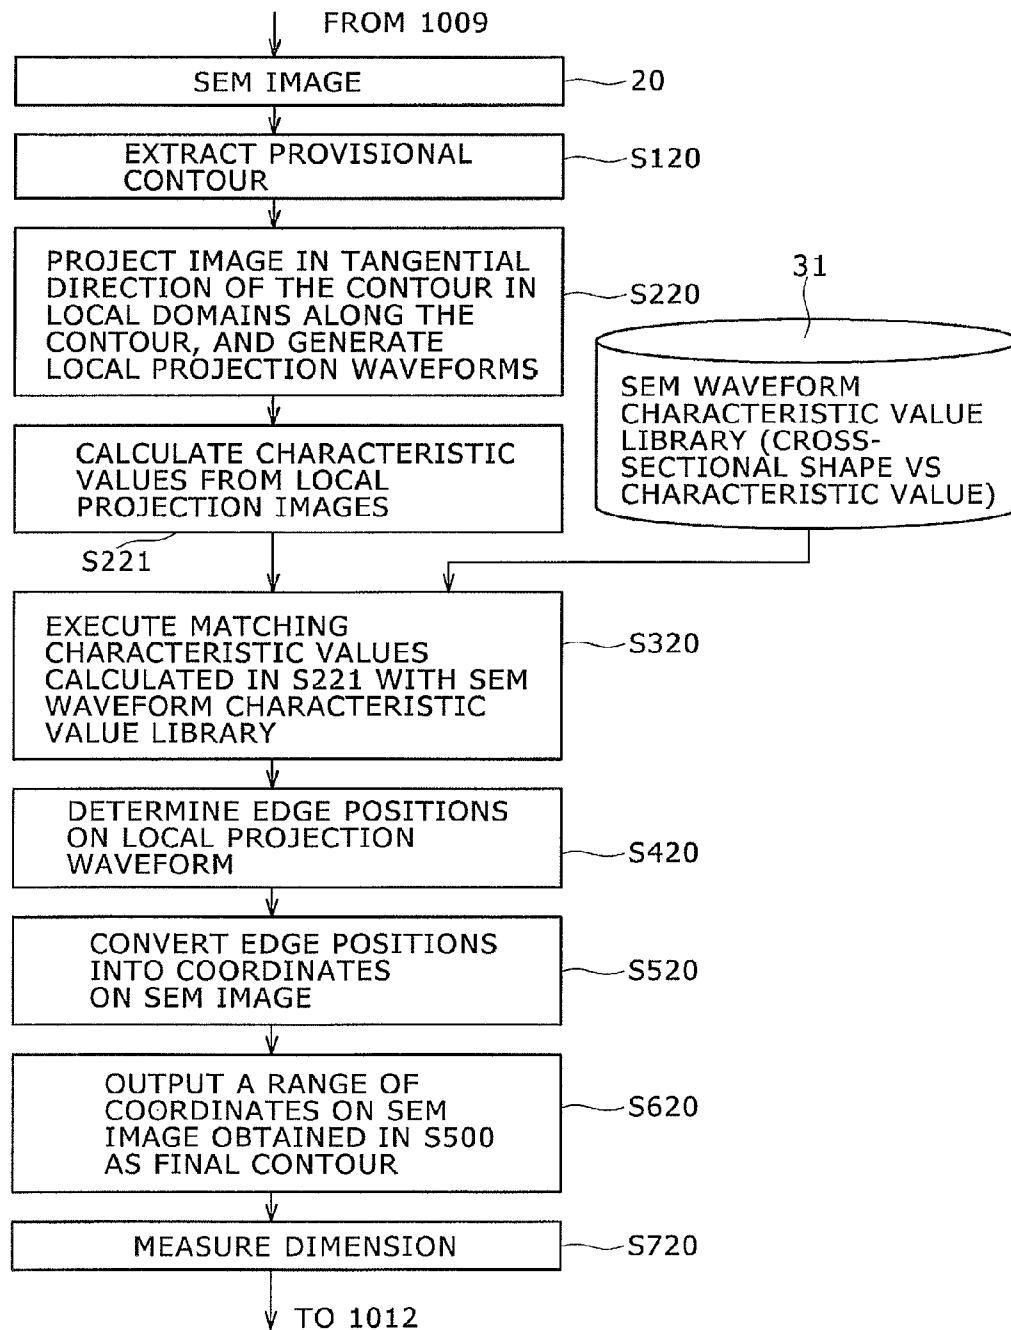 FROM 1009
SEM IMAGE
20
EXTRACT PROVISIONAL
CONTOUR
S120
PROJECT IMAGE IN TANGENTIAL
DIRECTION OF THE CONTOUR IN
LOCAL DOMAINS ALONG THE
CONTOUR, AND GENERATE
LOCAL PROJECTION WAVEFORMS
S220
31
SEM WAVEFORM
CHARACTERISTIC VALUE
LIBRARY (CROSS-
SECTIONAL SHAPE VS
CHARACTERISTIC VALUE)
CALCULATE CHARACTERISTIC
VALUES FROM LOCAL
PROJECTION IMAGES
S221
EXECUTE MATCHING
CHARACTERISTIC VALUES
CALCULATED IN S221 WITH SEM
WAVEFORM CHARACTERISTIC
VALUE LIBRARY
S320
DETERMINE EDGE POSITIONS
ON LOCAL PROJECTION
WAVEFORM
S420
CONVERT EDGE POSITIONS
INTO COORDINATES
ON SEM IMAGE
S520
OUTPUT A RANGE OF
COORDINATES ON SEM
IMAGE OBTAINED IN S500
AS FINAL CONTOUR
S620
MEASURE DIMENSION
S720
TO 1012